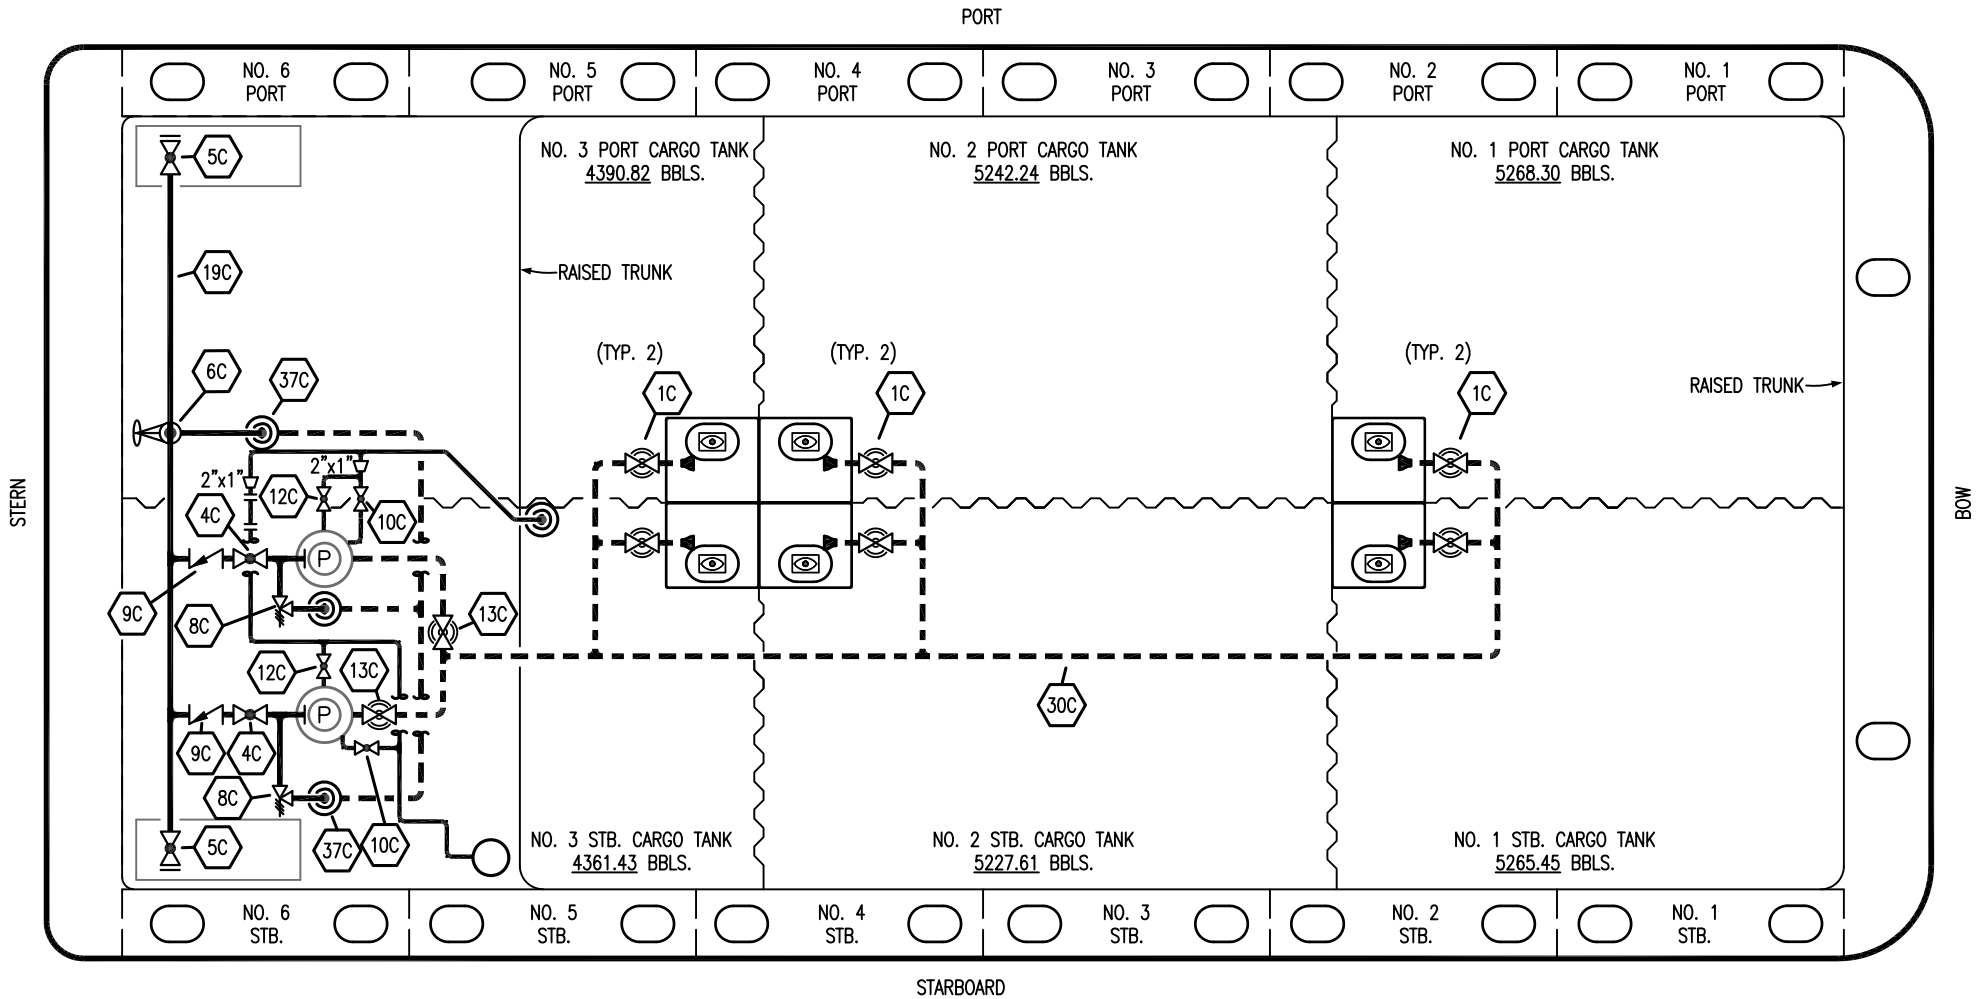 PORT
NO. 6
PORT
NO. 5
PORT
NO. 4
PORT
NO. 3
PORT
NO. 2
PORT
NO. 1
PORT
5C
NO. 3 PORT CARGO TANK
4390.82 BBLS.
NO. 2 PORT CARGO TANK
5242.24 BBLS.
NO. 1 PORT CARGO TANK
5268.30 BBLS.
19C
RAISED TRUNK
6C
37C
(TYP. 2)
(TYP. 2)
(TYP. 2)
1C
1C
1C
RAISED TRUNK
2"x1"
2"x1"
12C
4C
10C
STERN
BOW
P
9C
8C
13C
12C
13C
30C
P
9C
4C
8C
37C
10C
5C
NO. 3 STB. CARGO TANK
4361.43 BBLS.
NO. 2 STB. CARGO TANK
5227.61 BBLS.
NO. 1 STB. CARGO TANK
5265.45 BBLS.
NO. 6
STB.
NO. 5
STB.
NO. 4
STB.
NO. 3
STB.
NO. 2
STB.
NO. 1
STB.
STARBOARD